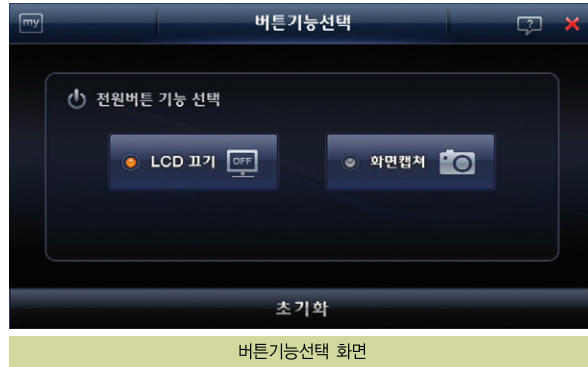 my 버튼기능선택 ?
전원버튼 기능 선택
LCD 끄기 OFF 화면캡쳐
초기화
버튼기능선택 화면